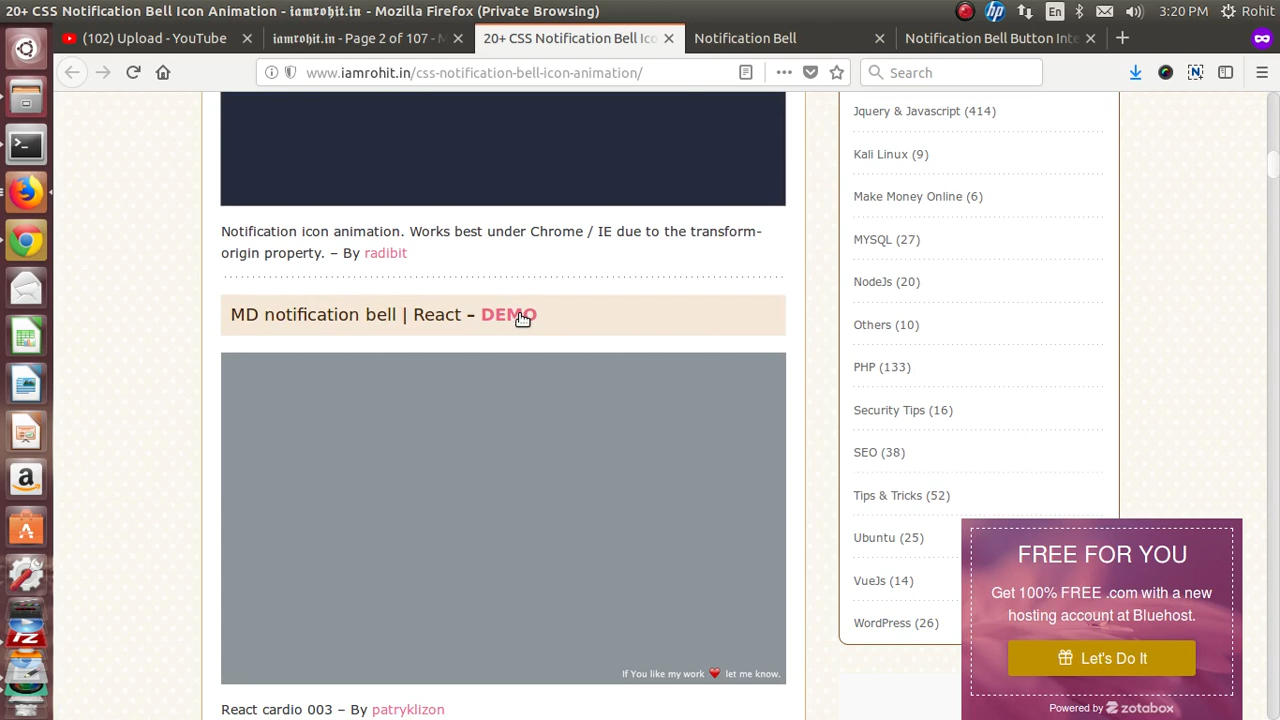 20+ CSS Notification Bell Icon Animation - iamrohit.in - Mozilla Firefox (Private Browsing)
En
3:20 PM
Rohit
(102) Upload - YouTube
iamrohit.in - Page 2 of 107 - M
20+ CSS Notification Bell Ico
Notification Bell
Notification Bell Button Inte
www.iamrohit.in/css-notification-bell-icon-animation/
Search
Notification icon animation. Works best under Chrome / IE due to the transform-
origin property. – By radibit
MD notification bell | React – DEMO
If You like my work ❤ let me know.
React cardio 003 – By patryklizon
Jquery & Javascript (414)
Kali Linux (9)
Make Money Online (6)
MYSQL (27)
NodeJs (20)
Others (10)
PHP (133)
Security Tips (16)
SEO (38)
Tips & Tricks (52)
Ubuntu (25)
VueJs (14)
WordPress (26)
FREE FOR YOU
Get 100% FREE .com with a new
hosting account at Bluehost.
Let's Do It
Powered by zotabox